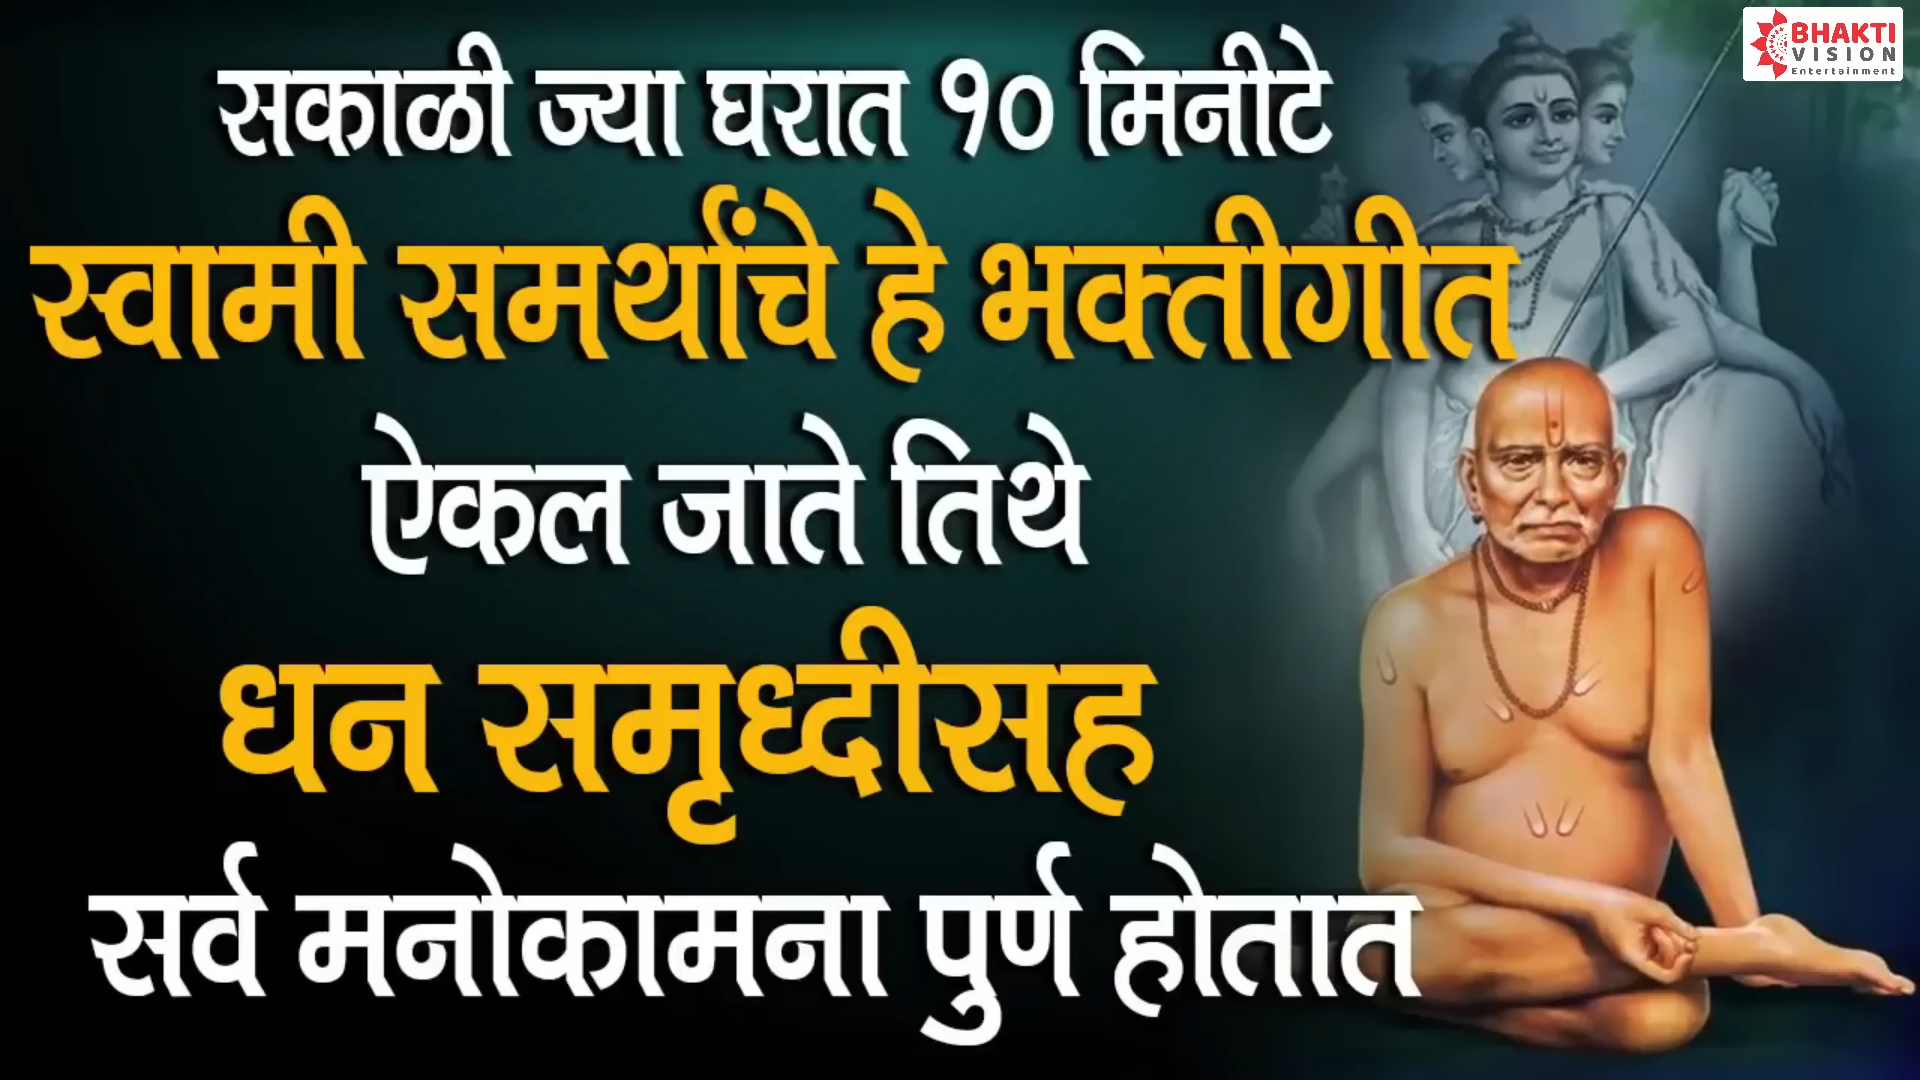 BHAKTI
VISION
Entertainment
सकाळी ज्या घरात १० मिनीटे
स्वामी समर्थांचे हे भक्तीगीत
ऐकल जाते तिथे
धन समृध्दीसह
सर्व मनोकामना पुर्ण होतात